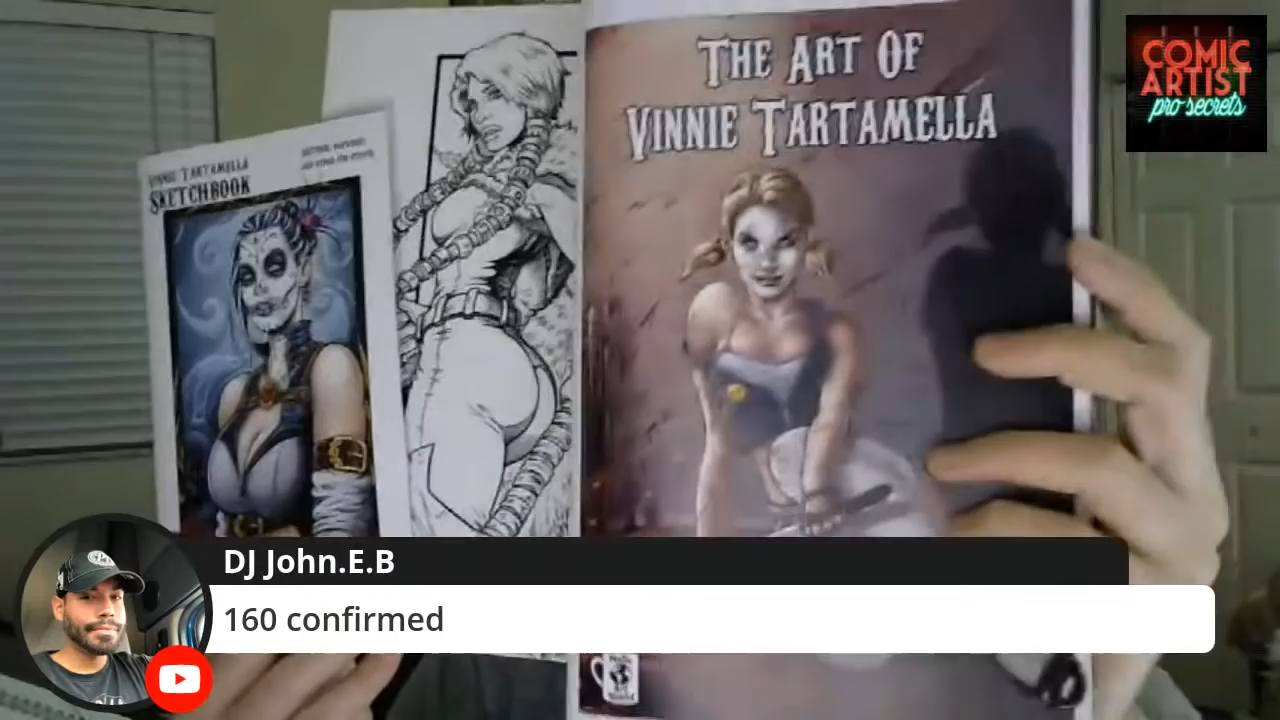 THE ART OF
VINNIE TARTAMELLA
VINNIE TARTAMELLA
SKETCHBOOK
COMIC
ARTIST
pro secrets
DJ John.E.B
160 confirmed